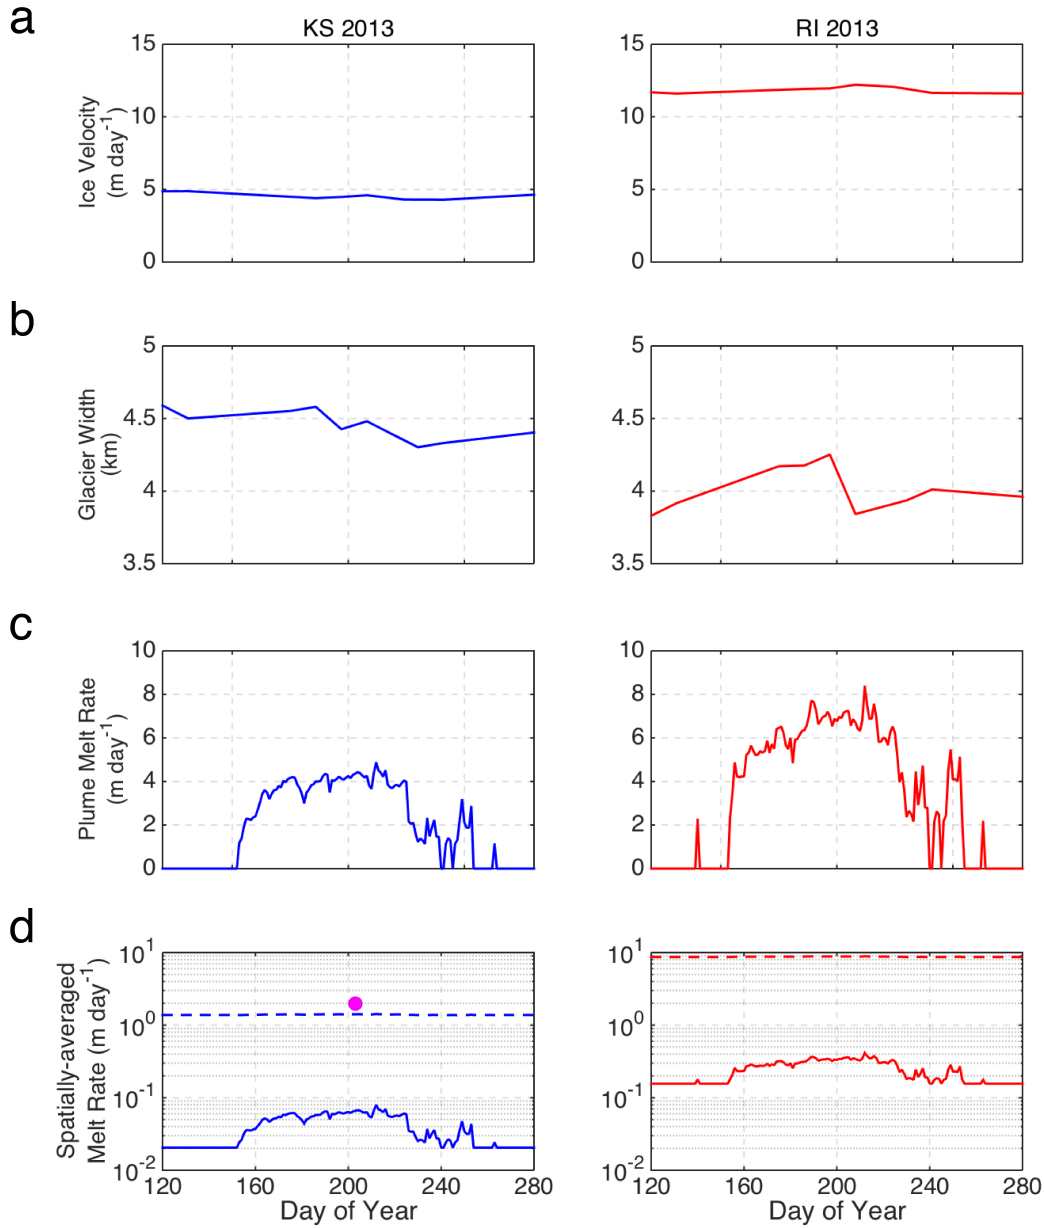 a
KS 2013
RI 2013
Ice Velocity
(m day⁻¹)
15
10
5
0
15
10
5
0
b
Glacier Width
(km)
5
4.5
4
3.5
5
4.5
4
3.5
c
Plume Melt Rate
(m day⁻¹)
10
8
6
4
2
0
10
8
6
4
2
0
d
Spatially-averaged
Melt Rate (m day⁻¹)
10¹
10⁰
10⁻¹
10⁻²
10¹
10⁰
10⁻¹
10⁻²
120 160 200 240 280
120 160 200 240 280
Day of Year
Day of Year